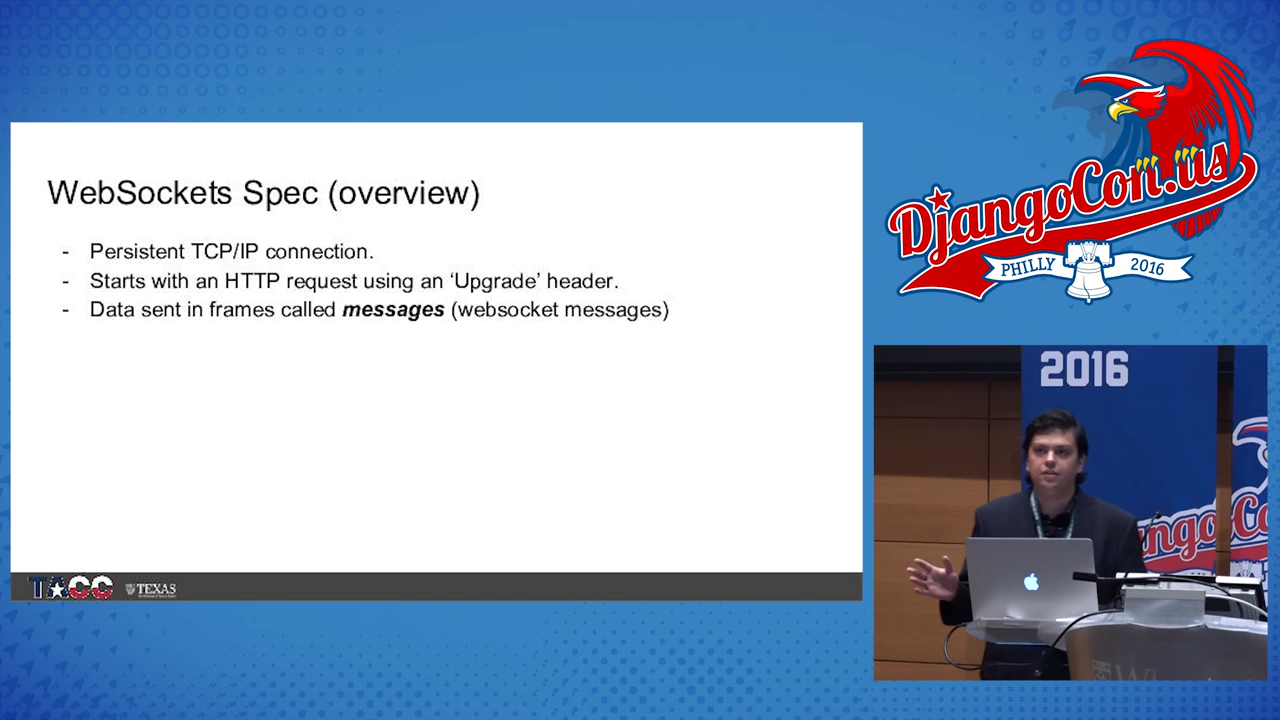 WebSockets Spec (overview)
- Persistent TCP/IP connection.
- Starts with an HTTP request using an ‘Upgrade’ header.
- Data sent in frames called messages (websocket messages)
TACC
TEXAS
DjangoCon.us
PHILLY 2016
2016